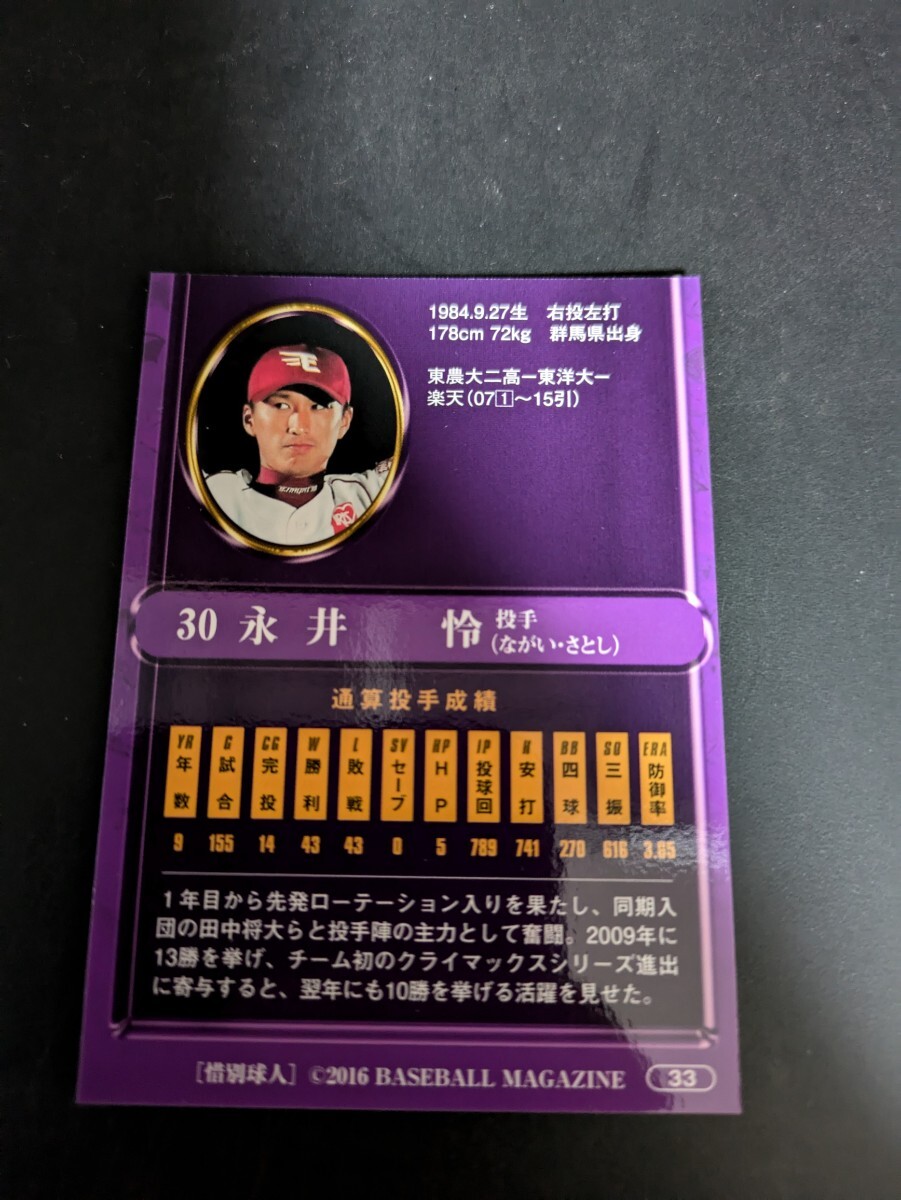 1984.9.27生　右投左打
178cm 72kg　群馬県出身
東農大二高ー東洋大ー
楽天(071〜15引)
30 永井　怜 投手
(ながい・さとし)
通算投手成績
YR G CG W L SV HP IP H BB SO ERA
年数 試合 完投 勝利 敗戦 セーブ HP 投球回 安打 四球 三振 防御率
9 155 14 43 43 0 5 789 741 270 616 3.85
1年目から先発ローテーション入りを果たし、同期入
団の田中将大らと投手陣の主力として奮闘。2009年に
13勝を挙げ、チーム初のクライマックスシリーズ進出
に寄与すると、翌年にも10勝を挙げる活躍を見せた。
［惜別球人］©2016 BASEBALL MAGAZINE 33